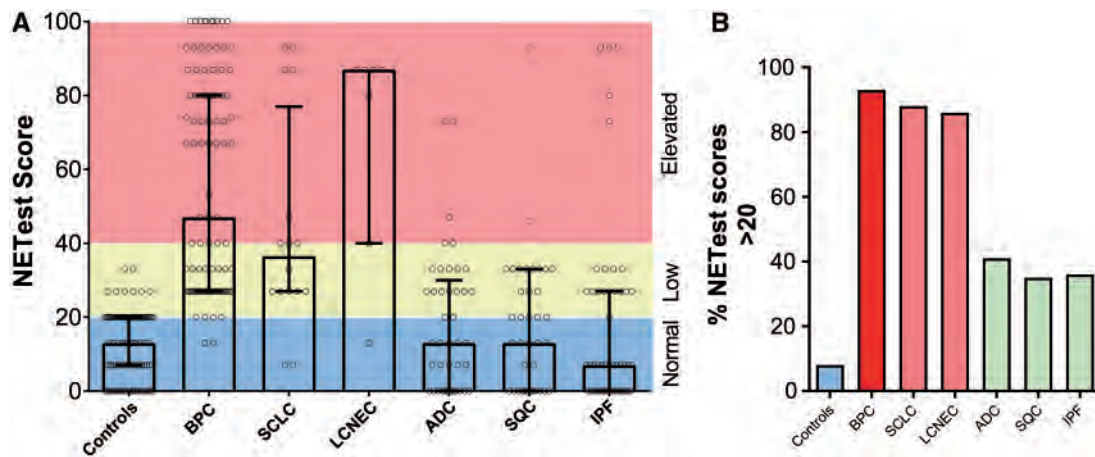 A
NETest Score
100
80
60
40
20
0
Elevated
Low
Normal
Controls
BPC
SCLC
LCNEC
ADC
SQC
IPF
B
% NETest scores
>20
100
80
60
40
20
0
Controls
BPC
SCLC
LCNEC
ADC
SQC
IPF